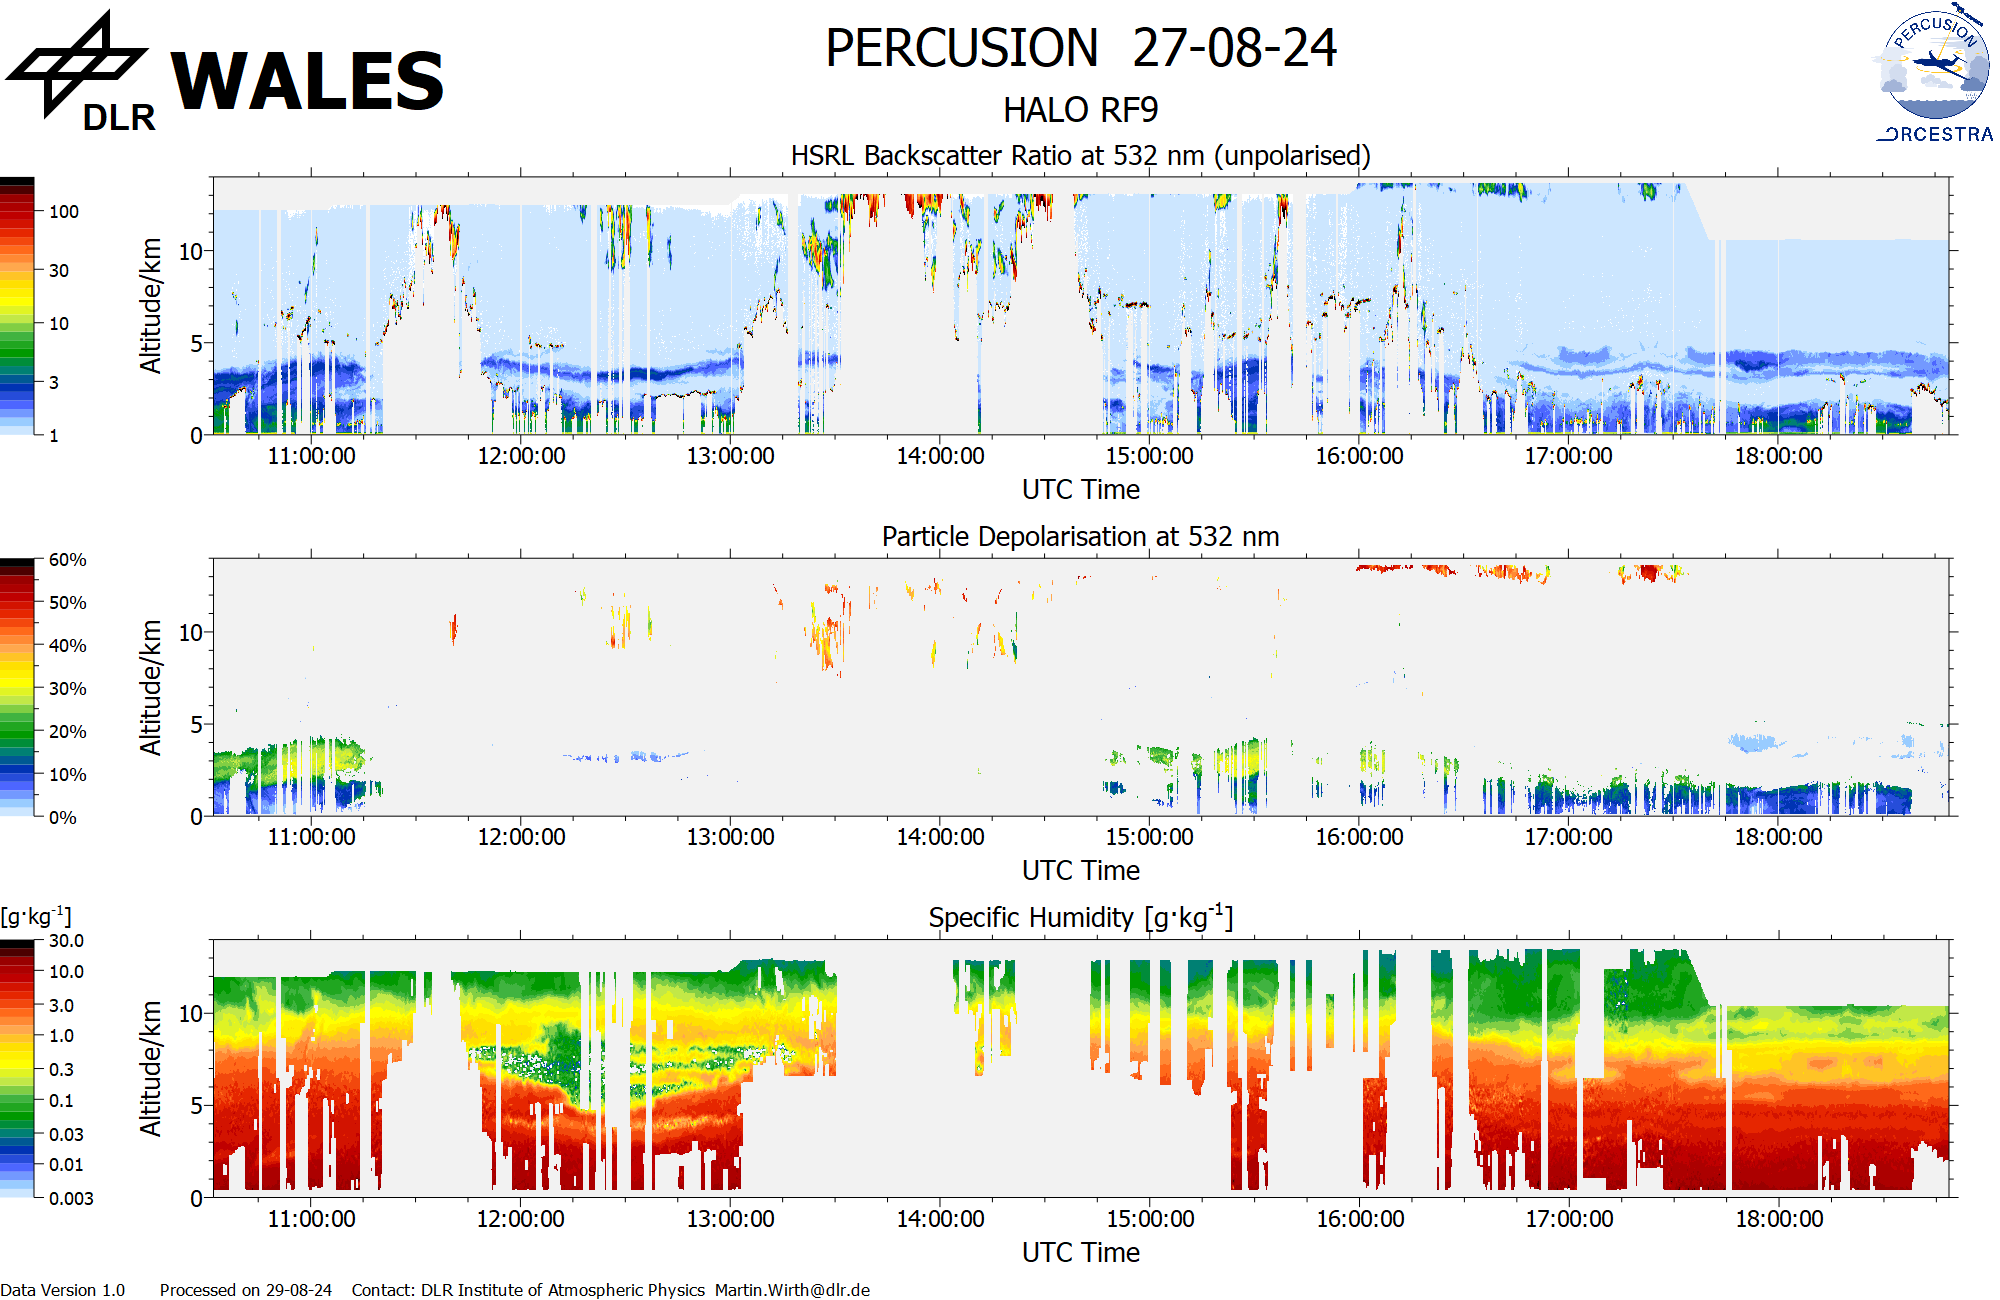 DLR
WALES
PERCUSION 27-08-24
HALO RF9
PERCUSION
ORCESTRA
HSRL Backscatter Ratio at 532 nm (unpolarised)
100
30
10
3
1
Altitude/km
10
5
0
11:00:00 12:00:00 13:00:00 14:00:00 15:00:00 16:00:00 17:00:00 18:00:00
UTC Time
Particle Depolarisation at 532 nm
60%
50%
40%
30%
20%
10%
0%
Altitude/km
10
5
0
11:00:00 12:00:00 13:00:00 14:00:00 15:00:00 16:00:00 17:00:00 18:00:00
UTC Time
[g·kg⁻¹]
Specific Humidity [g·kg⁻¹]
30.0
10.0
3.0
1.0
0.3
0.1
0.03
0.01
0.003
Altitude/km
10
5
0
11:00:00 12:00:00 13:00:00 14:00:00 15:00:00 16:00:00 17:00:00 18:00:00
UTC Time
Data Version 1.0 Processed on 29-08-24 Contact: DLR Institute of Atmospheric Physics Martin.Wirth@dlr.de